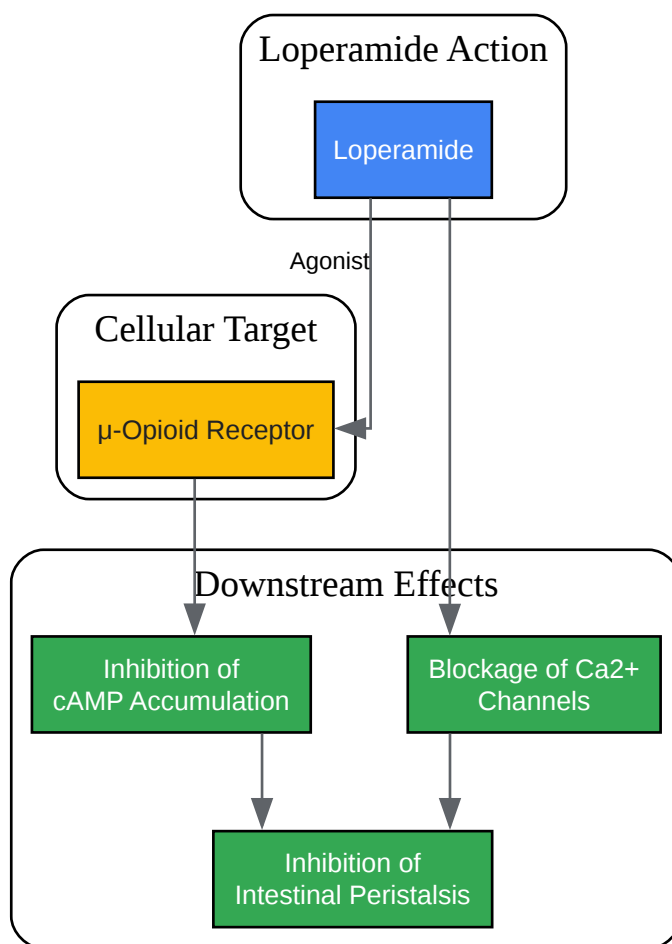 Loperamide Action
Loperamide
Agonist
Cellular Target
μ-Opioid Receptor
Downstream Effects
Inhibition of
cAMP Accumulation
Blockage of Ca2+
Channels
Inhibition of
Intestinal Peristalsis